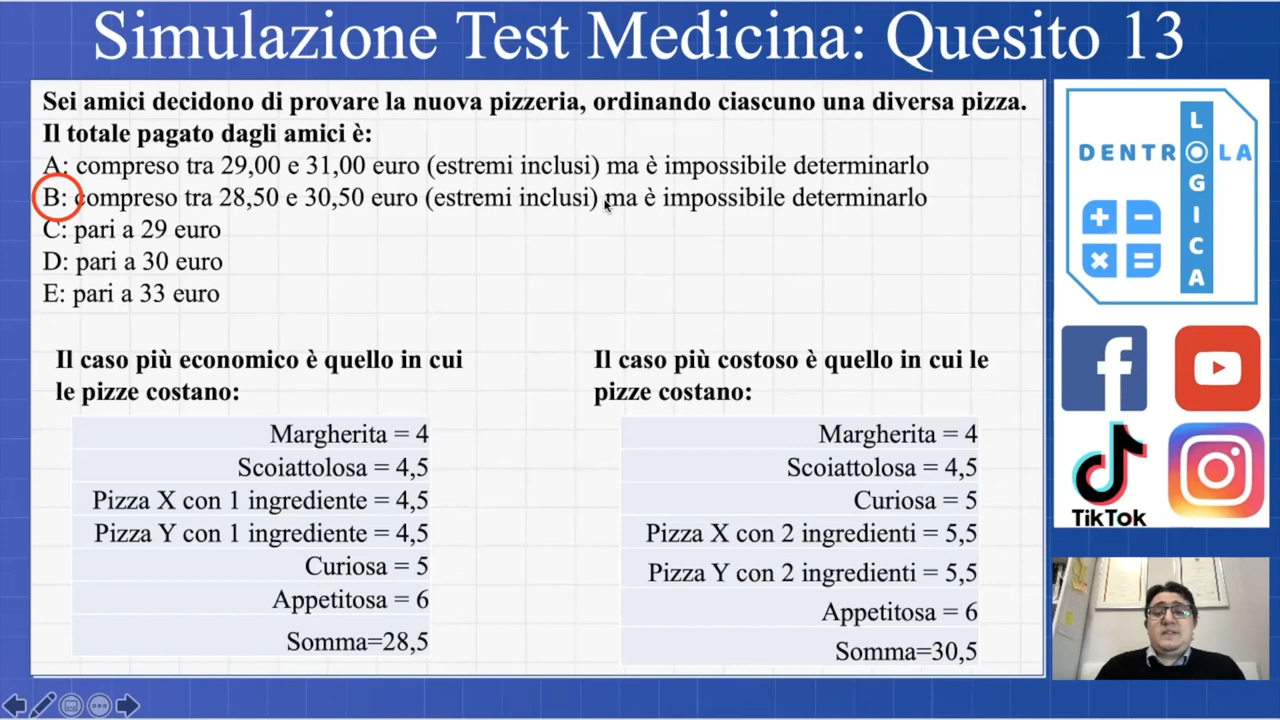 Simulazione Test Medicina: Quesito 13
Sei amici decidono di provare la nuova pizzeria, ordinando ciascuno una diversa pizza.
Il totale pagato dagli amici è:
A: compreso tra 29,00 e 31,00 euro (estremi inclusi) ma è impossibile determinarlo
B: compreso tra 28,50 e 30,50 euro (estremi inclusi) ma è impossibile determinarlo
C: pari a 29 euro
D: pari a 30 euro
E: pari a 33 euro
Il caso più economico è quello in cui
le pizze costano:
Margherita = 4
Scoiattolosa = 4,5
Pizza X con 1 ingrediente = 4,5
Pizza Y con 1 ingrediente = 4,5
Curiosa = 5
Appetitosa = 6
Somma=28,5
Il caso più costoso è quello in cui le
pizze costano:
Margherita = 4
Scoiattolosa = 4,5
Curiosa = 5
Pizza X con 2 ingredienti = 5,5
Pizza Y con 2 ingredienti = 5,5
Appetitosa = 6
Somma=30,5
DENTRO LA
LOGICA
TikTok